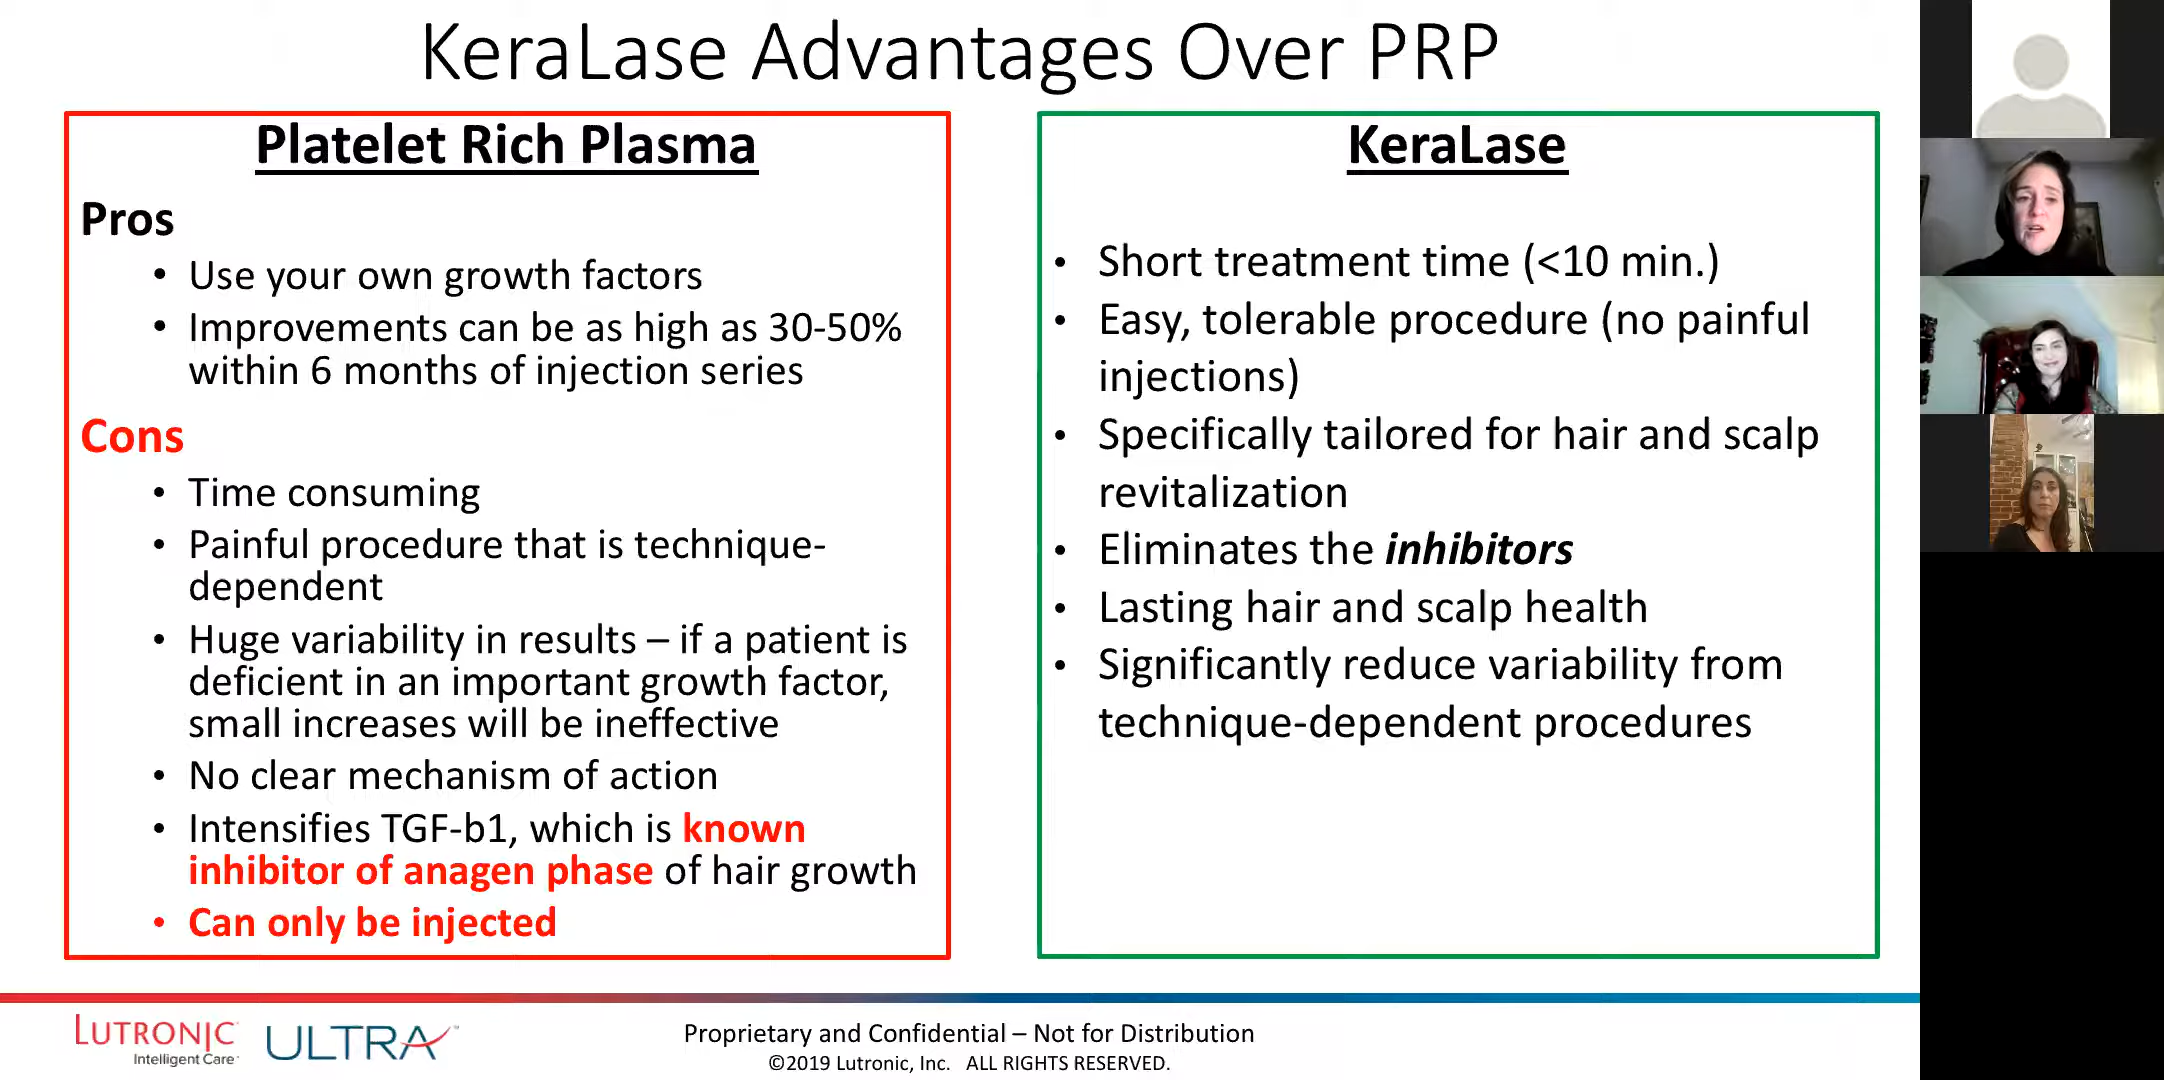 KeraLase Advantages Over PRP
Platelet Rich Plasma
Pros
• Use your own growth factors
• Improvements can be as high as 30-50%
within 6 months of injection series
Cons
• Time consuming
• Painful procedure that is technique-
dependent
• Huge variability in results – if a patient is
deficient in an important growth factor,
small increases will be ineffective
• No clear mechanism of action
• Intensifies TGF-b1, which is known
inhibitor of anagen phase of hair growth
• Can only be injected
KeraLase
• Short treatment time (<10 min.)
• Easy, tolerable procedure (no painful
injections)
• Specifically tailored for hair and scalp
revitalization
• Eliminates the inhibitors
• Lasting hair and scalp health
• Significantly reduce variability from
technique-dependent procedures
LUTRONIC
Intelligent Care
ULTRA
Proprietary and Confidential – Not for Distribution
©2019 Lutronic, Inc. ALL RIGHTS RESERVED.